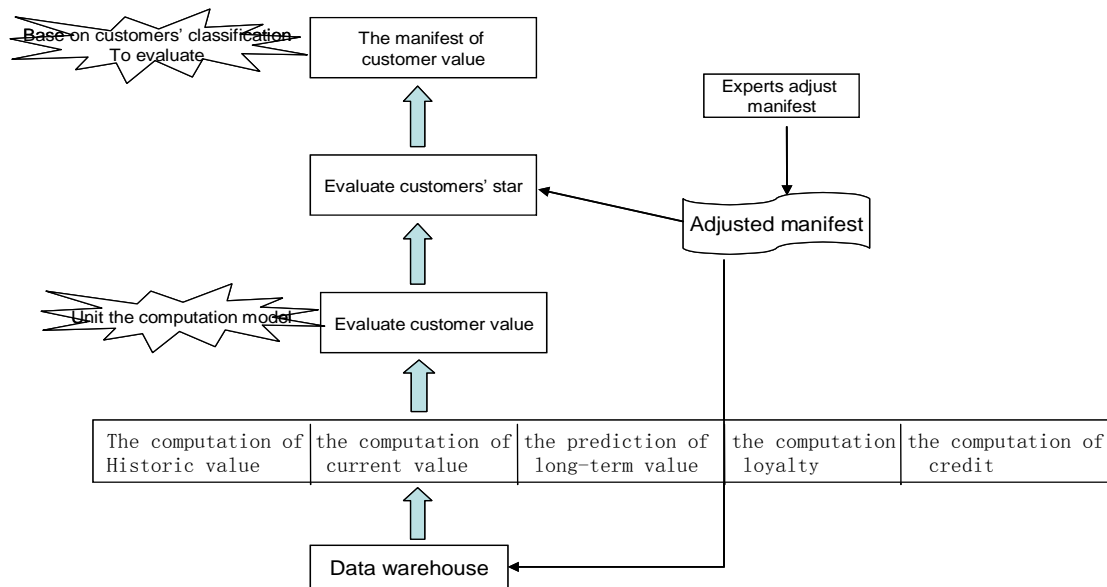 Base on customers' classification
To evaluate
The manifest of
customer value
Experts adjust
manifest
Evaluate customers' star
Adjusted manifest
Unit the computation model
Evaluate customer value
The computation of
Historic value
the computation of
current value
the prediction of
long-term value
the computation
loyalty
the computation of
credit
Data warehouse